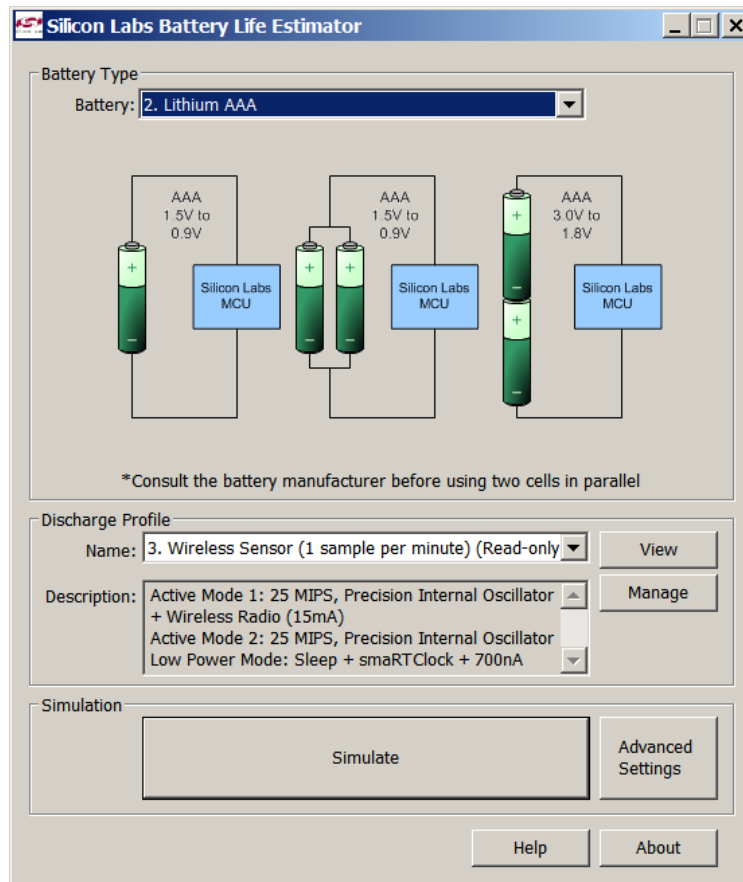 Silicon Labs Battery Life Estimator
Battery Type
Battery: 2. Lithium AAA
AAA
1.5V to
0.9V
+
−
Silicon Labs
MCU
AAA
1.5V to
0.9V
+ +
− −
Silicon Labs
MCU
AAA
3.0V to
1.8V
+
−
+
−
Silicon Labs
MCU
*Consult the battery manufacturer before using two cells in parallel
Discharge Profile
Name: 3. Wireless Sensor (1 sample per minute) (Read-only
View
Description: Active Mode 1: 25 MIPS, Precision Internal Oscillator
+ Wireless Radio (15mA)
Active Mode 2: 25 MIPS, Precision Internal Oscillator
Low Power Mode: Sleep + smaRTClock + 700nA
Manage
Simulation
Simulate
Advanced
Settings
Help
About